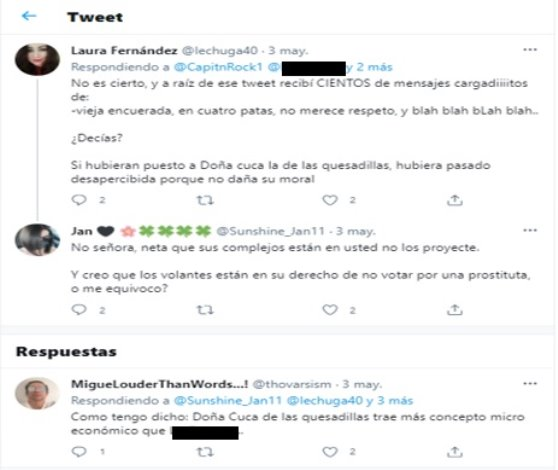 ← Tweet
Laura Fernández @lechuga40 · 3 may.
Respondiendo a @CapitnRock1 @ y 2 más
No es cierto, y a raíz de ese tweet recibí CIENTOS de mensajes cargadiiiitos
de:
-vieja encuerada, en cuatro patas, no merece respeto, y blah blah bLah blah..
¿Decías?
Si hubieran puesto a Doña cuca la de las quesadillas, hubiera pasado
desapercibida porque no daña su moral
2 2
Jan 🖤 🌸🍀🍀🍀🍀 @Sunshine_Jan11 · 3 may.
No señora, neta que sus complejos están en usted no los proyecte.
Y creo que los volantes están en su derecho de no votar por una prostituta,
o me equivoco?
2 2
Respuestas
MigueLouderThanWords...! @thovarsism · 3 may.
Respondiendo a @Sunshine_Jan11 @lechuga40 y 3 más
Como tengo dicho: Doña Cuca de las quesadillas trae más concepto micro
económico que .
1 2